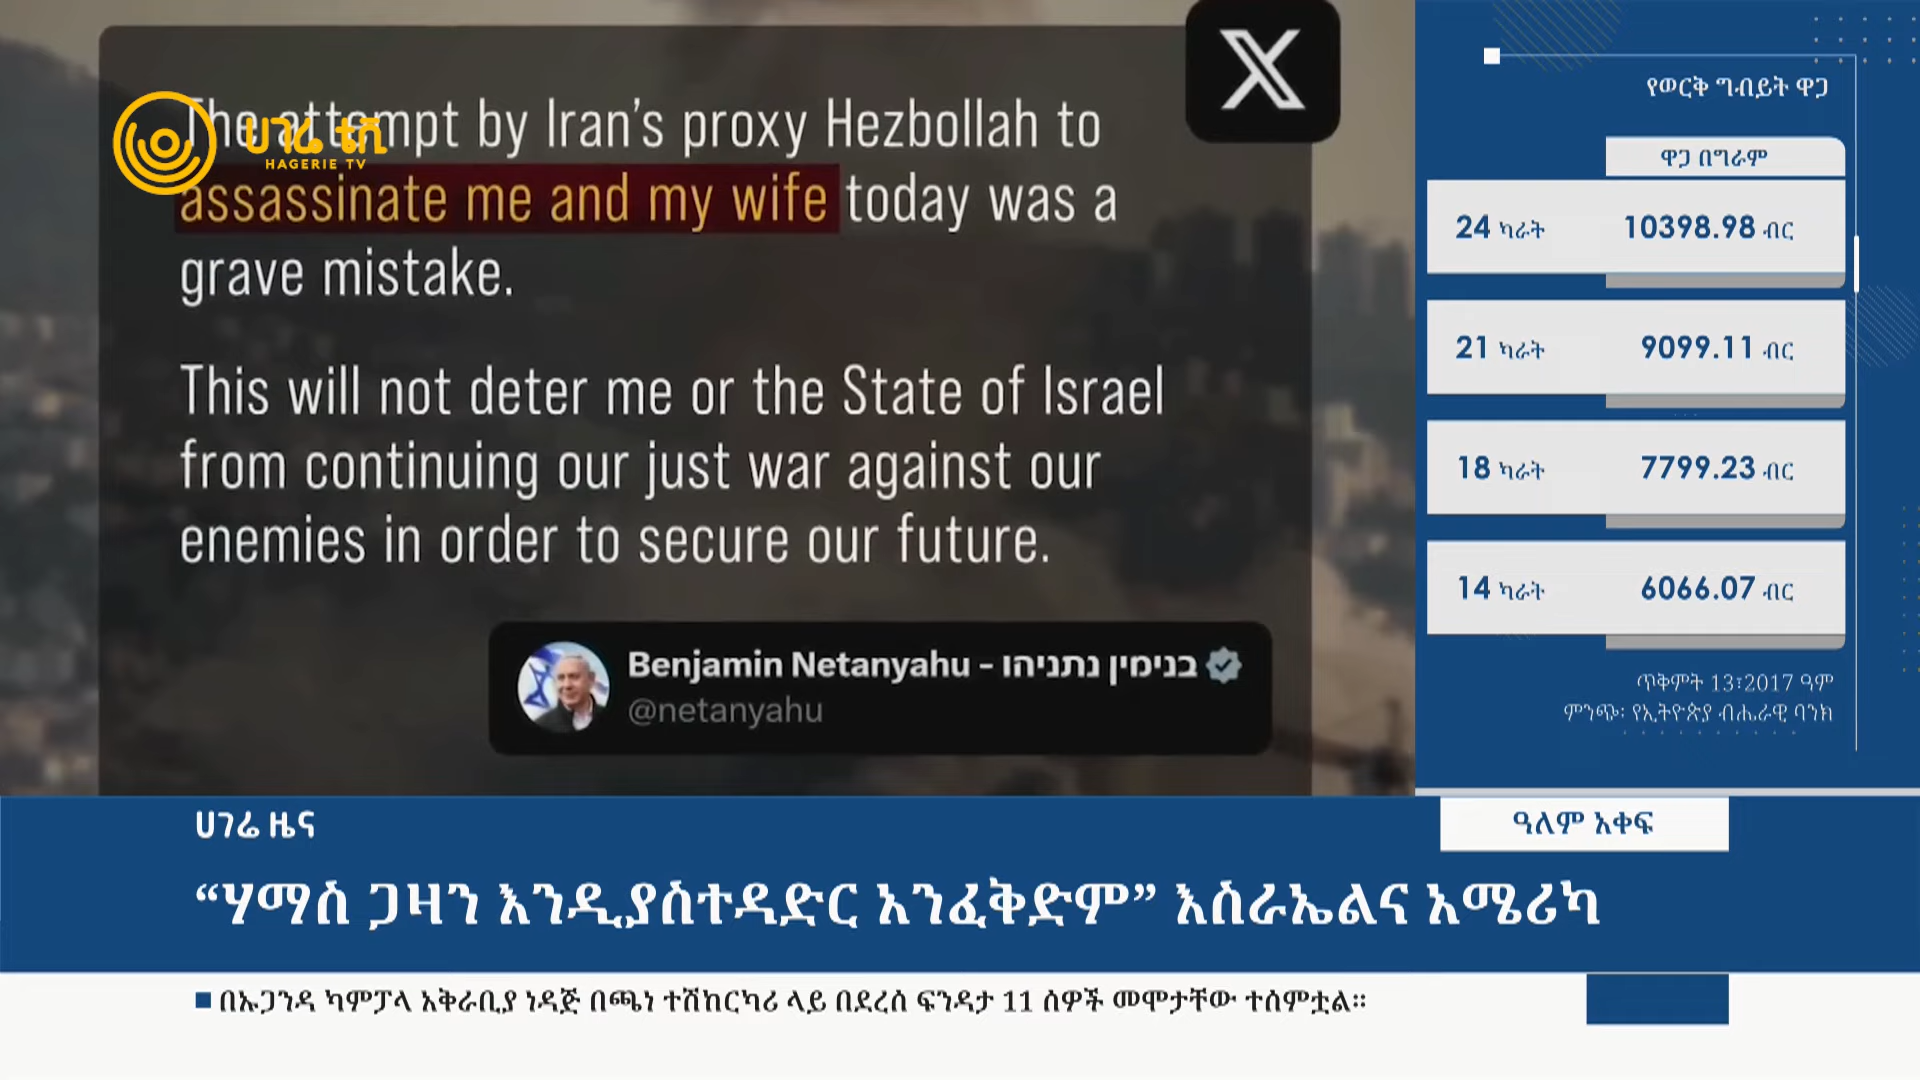 The attempt by Iran's proxy Hezbollah to
assassinate me and my wife today was a
grave mistake.
This will not deter me or the State of Israel
from continuing our just war against our
enemies in order to secure our future.
Benjamin Netanyahu - בנימין נתניהו
@netanyahu
X
ሀገሬ ቲቪ
HAGERIE TV
የወርቅ ግብይት ዋጋ
ዋጋ በግራም
24 ካራት 10398.98 ብር
21 ካራት 9099.11 ብር
18 ካራት 7799.23 ብር
14 ካራት 6066.07 ብር
ጥቅምት 13፣2017 ዓም
ምንጭ፡ የኢትዮጵያ ብሔራዊ ባንክ
ሀገሬ ዜና
ዓለም አቀፍ
“ሃማስ ጋዛን እንዲያስተዳድር አንፈቅድም” እስራኤልና አሜሪካ
በኡጋንዳ ካምፓላ አቅራቢያ ነዳጅ በጫነ ተሽከርካሪ ላይ በደረሰ ፍንዳታ 11 ሰዎች መሞታቸው ተሰምቷል።